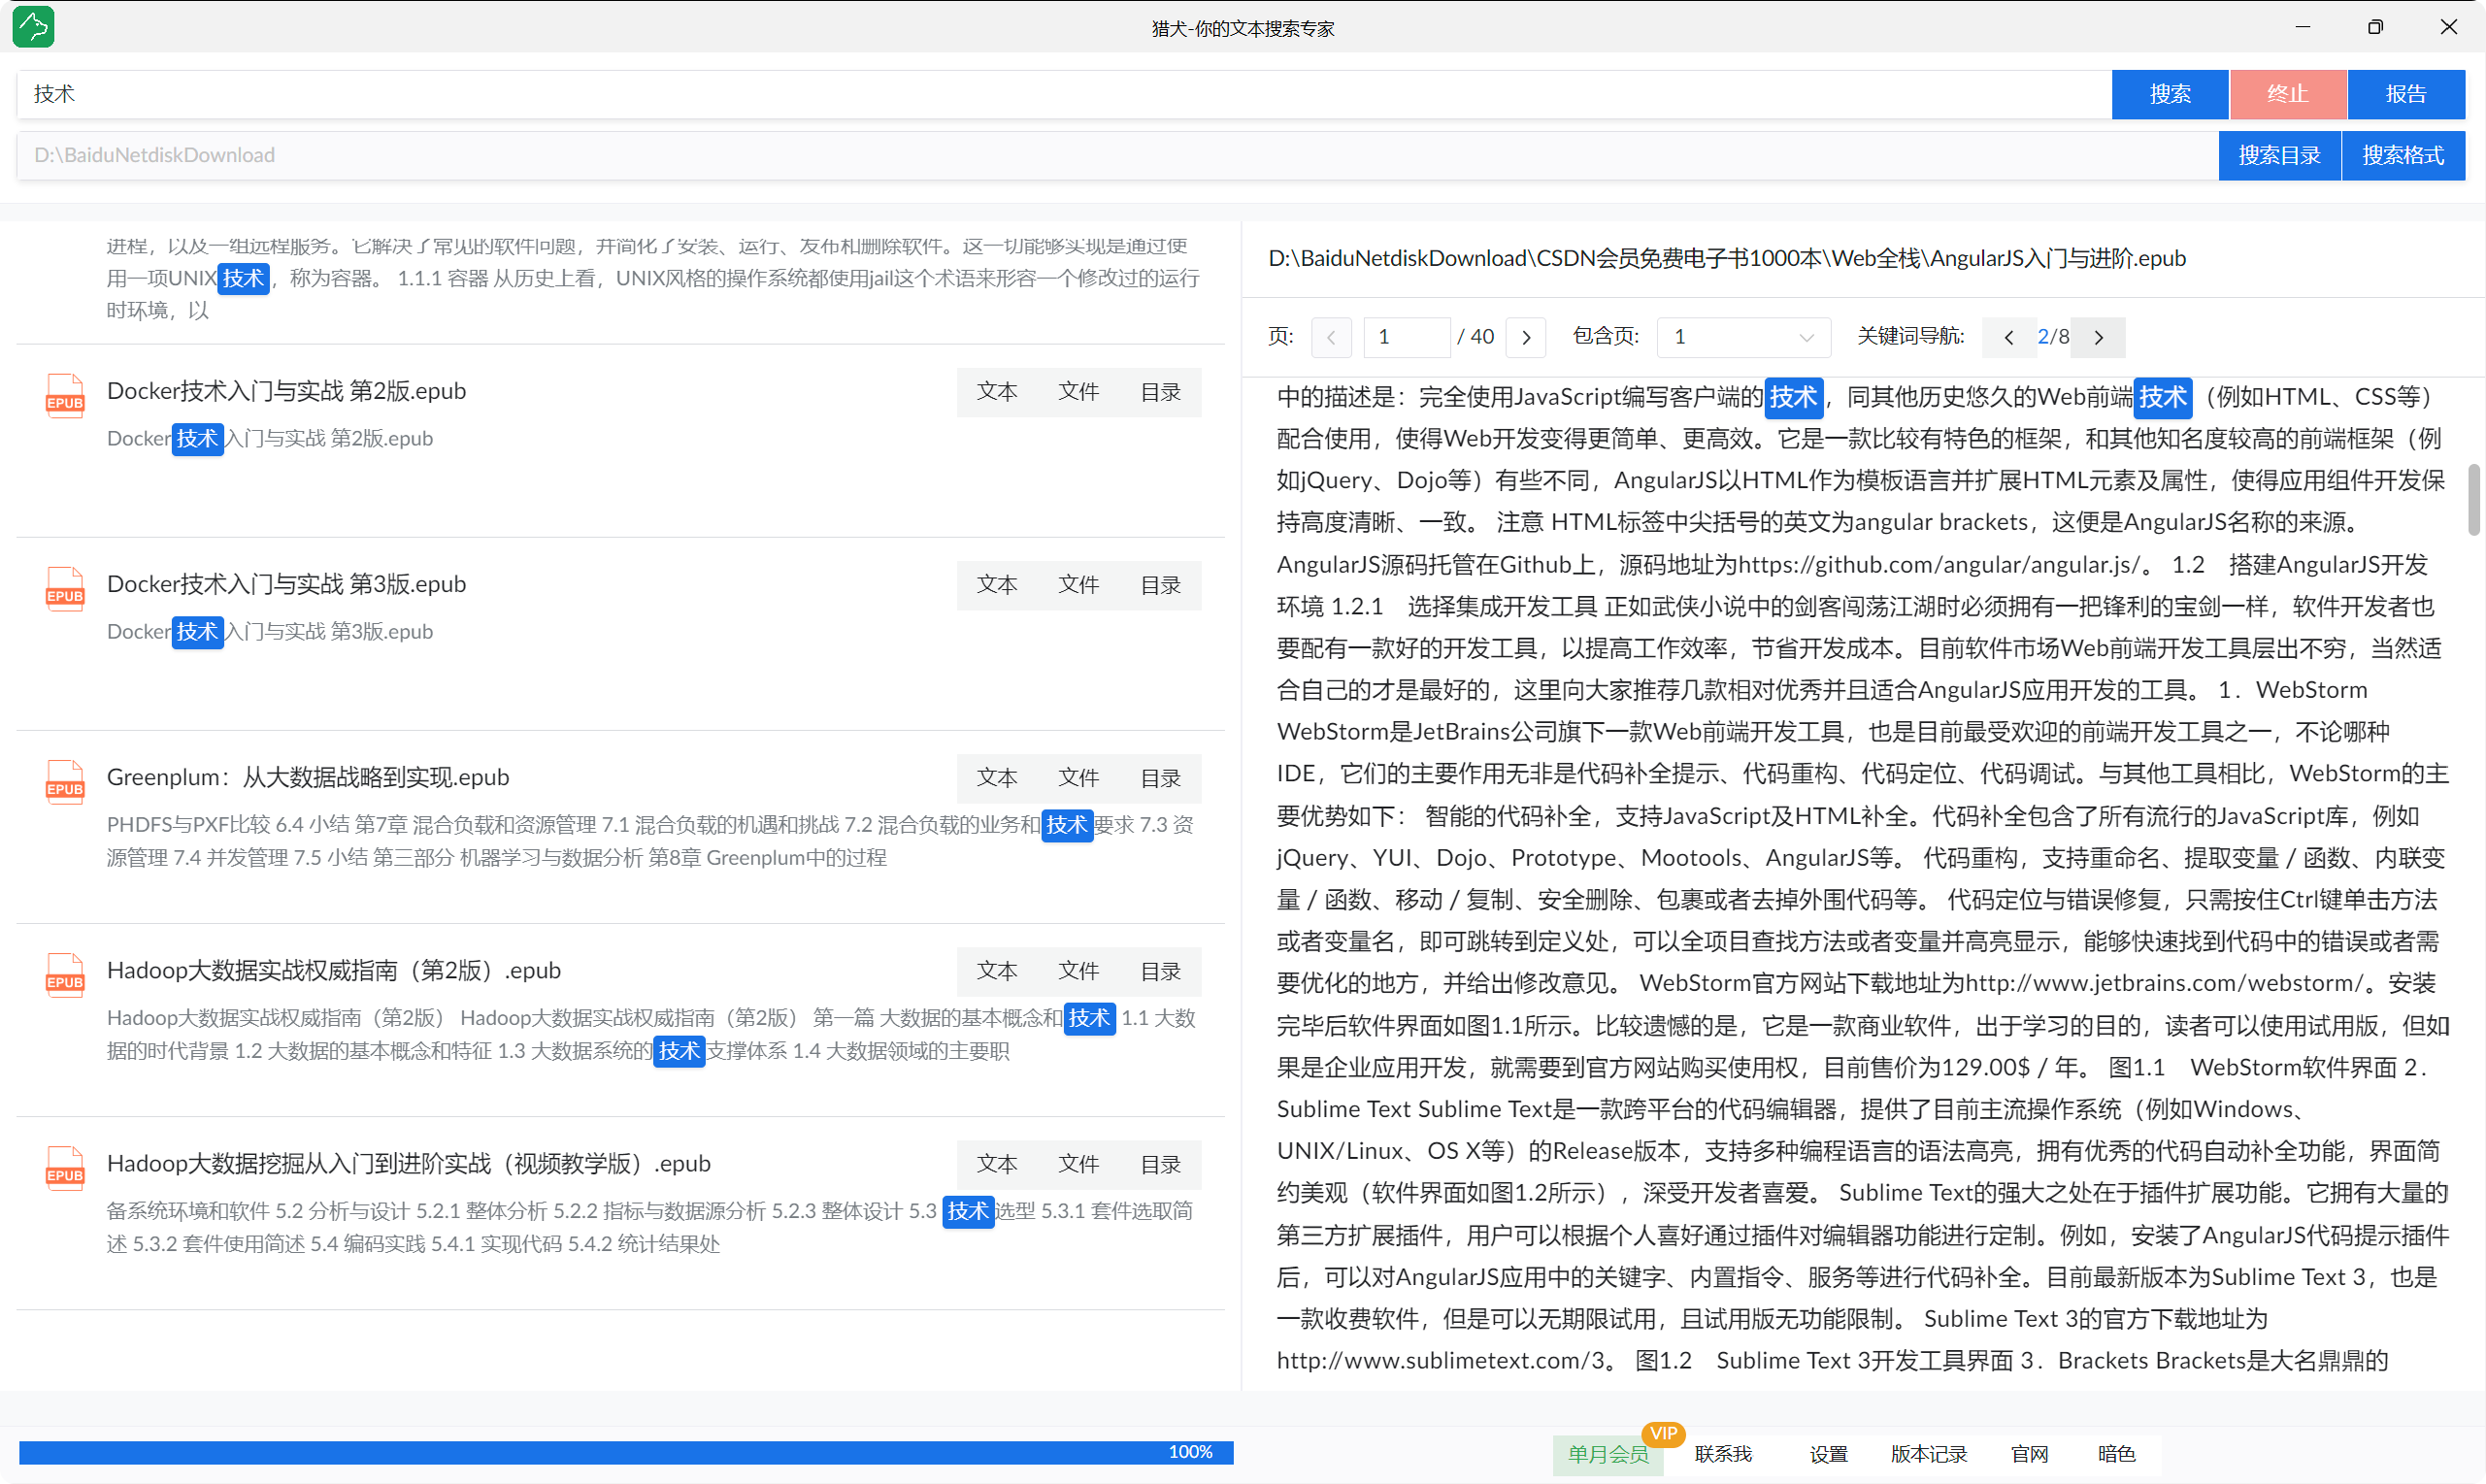 猎犬-你的文本搜索专家
技术
搜索
终止
报告
D:\BaiduNetdiskDownload
搜索目录
搜索格式
进程，以及一组远程服务。它解决了常见的软件问题，并简化了安装、运行、发布和删除软件。这一切能够实现是通过使
用一项UNIX技术，称为容器。 1.1.1 容器 从历史上看，UNIX风格的操作系统都使用jail这个术语来形容一个修改过的运行
时环境，以
EPUB
Docker技术入门与实战 第2版.epub
文本 文件 目录
Docker技术入门与实战 第2版.epub
EPUB
Docker技术入门与实战 第3版.epub
文本 文件 目录
Docker技术入门与实战 第3版.epub
EPUB
Greenplum：从大数据战略到实现.epub
文本 文件 目录
PHDFS与PXF比较 6.4 小结 第7章 混合负载和资源管理 7.1 混合负载的机遇和挑战 7.2 混合负载的业务和技术要求 7.3 资
源管理 7.4 并发管理 7.5 小结 第三部分 机器学习与数据分析 第8章 Greenplum中的过程
EPUB
Hadoop大数据实战权威指南（第2版）.epub
文本 文件 目录
Hadoop大数据实战权威指南（第2版） Hadoop大数据实战权威指南（第2版） 第一篇 大数据的基本概念和技术 1.1 大数
据的时代背景 1.2 大数据的基本概念和特征 1.3 大数据系统的技术支撑体系 1.4 大数据领域的主要职
EPUB
Hadoop大数据挖掘从入门到进阶实战（视频教学版）.epub
文本 文件 目录
备系统环境和软件 5.2 分析与设计 5.2.1 整体分析 5.2.2 指标与数据源分析 5.2.3 整体设计 5.3 技术选型 5.3.1 套件选取简
述 5.3.2 套件使用简述 5.4 编码实践 5.4.1 实现代码 5.4.2 统计结果处
D:\BaiduNetdiskDownload\CSDN会员免费电子书1000本\Web全栈\AngularJS入门与进阶.epub
页: 1 / 40 包含页: 1 关键词导航: 2/8
中的描述是：完全使用JavaScript编写客户端的技术，同其他历史悠久的Web前端技术（例如HTML、CSS等）
配合使用，使得Web开发变得更简单、更高效。它是一款比较有特色的框架，和其他知名度较高的前端框架（例
如jQuery、Dojo等）有些不同，AngularJS以HTML作为模板语言并扩展HTML元素及属性，使得应用组件开发保
持高度清晰、一致。 注意 HTML标签中尖括号的英文为angular brackets，这便是AngularJS名称的来源。
AngularJS源码托管在Github上，源码地址为https://github.com/angular/angular.js/。 1.2　搭建AngularJS开发
环境 1.2.1　选择集成开发工具 正如武侠小说中的剑客闯荡江湖时必须拥有一把锋利的宝剑一样，软件开发者也
要配有一款好的开发工具，以提高工作效率，节省开发成本。目前软件市场Web前端开发工具层出不穷，当然适
合自己的才是最好的，这里向大家推荐几款相对优秀并且适合AngularJS应用开发的工具。 1．WebStorm
WebStorm是JetBrains公司旗下一款Web前端开发工具，也是目前最受欢迎的前端开发工具之一，不论哪种
IDE，它们的主要作用无非是代码补全提示、代码重构、代码定位、代码调试。与其他工具相比，WebStorm的主
要优势如下： 智能的代码补全，支持JavaScript及HTML补全。代码补全包含了所有流行的JavaScript库，例如
jQuery、YUI、Dojo、Prototype、Mootools、AngularJS等。 代码重构，支持重命名、提取变量 / 函数、内联变
量 / 函数、移动 / 复制、安全删除、包裹或者去掉外围代码等。 代码定位与错误修复，只需按住Ctrl键单击方法
或者变量名，即可跳转到定义处，可以全项目查找方法或者变量并高亮显示，能够快速找到代码中的错误或者需
要优化的地方，并给出修改意见。 WebStorm官方网站下载地址为http://www.jetbrains.com/webstorm/。安装
完毕后软件界面如图1.1所示。比较遗憾的是，它是一款商业软件，出于学习的目的，读者可以使用试用版，但如
果是企业应用开发，就需要到官方网站购买使用权，目前售价为129.00$ / 年。 图1.1　WebStorm软件界面 2．
Sublime Text Sublime Text是一款跨平台的代码编辑器，提供了目前主流操作系统（例如Windows、
UNIX/Linux、OS X等）的Release版本，支持多种编程语言的语法高亮，拥有优秀的代码自动补全功能，界面简
约美观（软件界面如图1.2所示），深受开发者喜爱。 Sublime Text的强大之处在于插件扩展功能。它拥有大量的
第三方扩展插件，用户可以根据个人喜好通过插件对编辑器功能进行定制。例如，安装了AngularJS代码提示插件
后，可以对AngularJS应用中的关键字、内置指令、服务等进行代码补全。目前最新版本为Sublime Text 3，也是
一款收费软件，但是可以无期限试用，且试用版无功能限制。 Sublime Text 3的官方下载地址为
http://www.sublimetext.com/3。 图1.2　Sublime Text 3开发工具界面 3．Brackets Brackets是大名鼎鼎的
100%
VIP
单月会员 联系我 设置 版本记录 官网 暗色